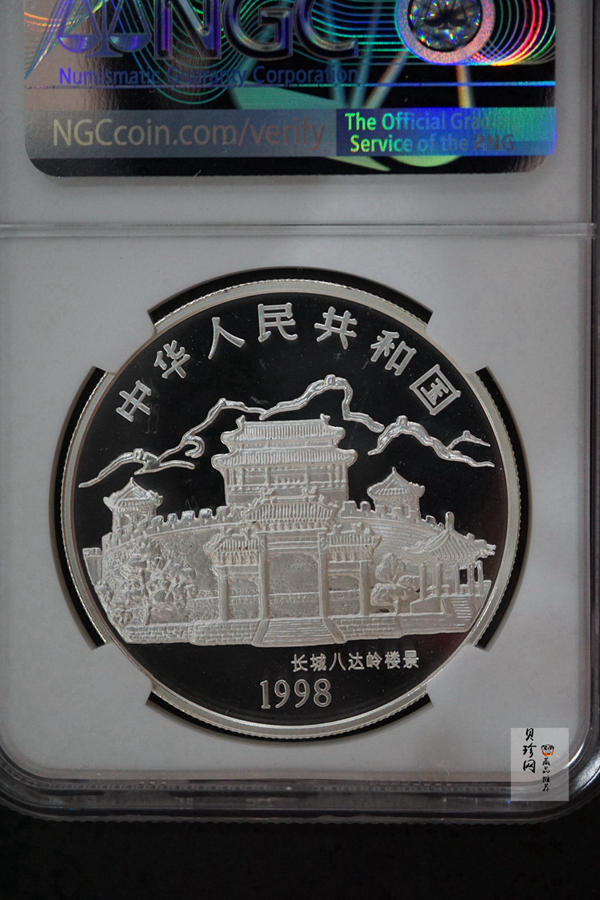 NGC
Numismatic Guaranty Corporation
NGCcoin.com/verify
The Official Grading
Service of the ANG
中华人民共和国
长城八达岭楼景
1998
贝珍网